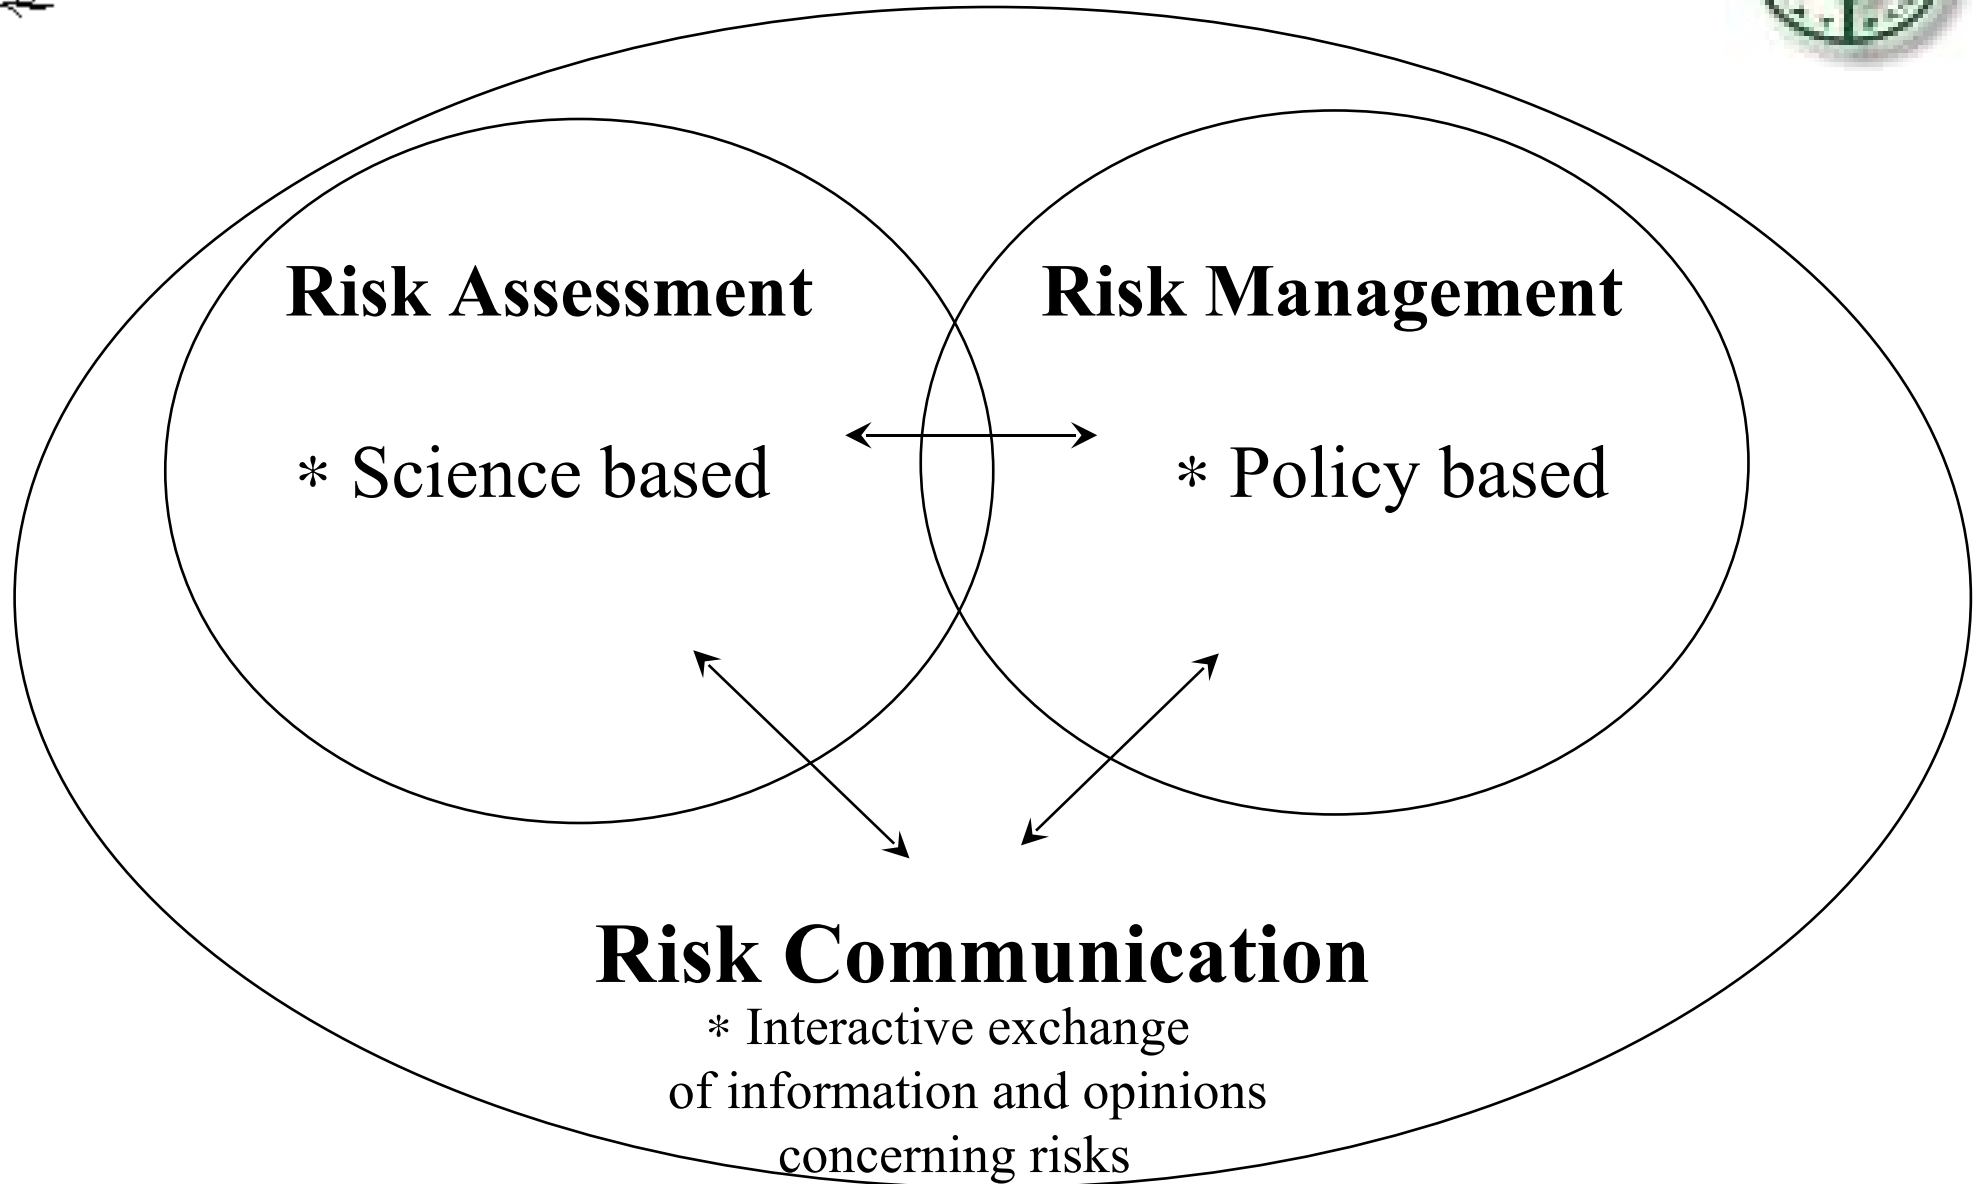 Risk Assessment
Risk Management
* Science based
* Policy based
Risk Communication
* Interactive exchange
of information and opinions
concerning risks